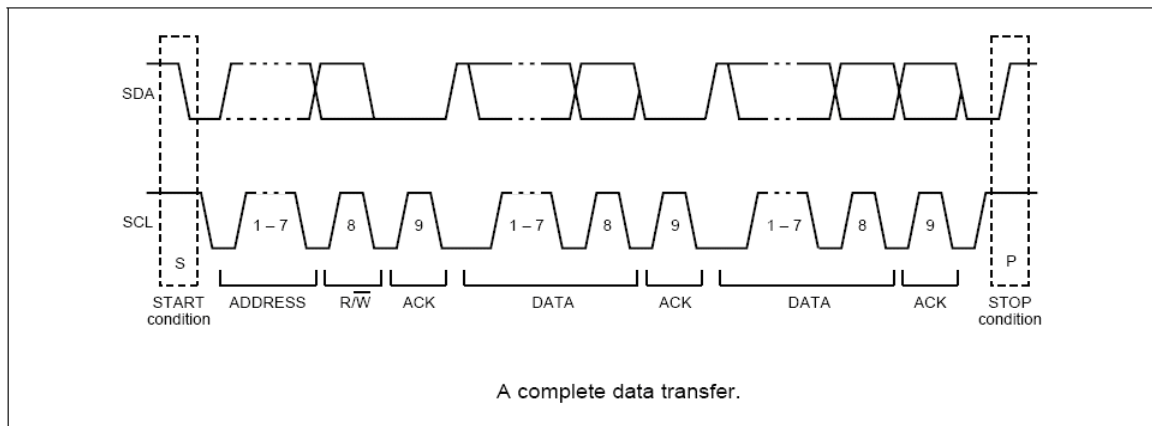 SDA
SCL
1 – 7 8 9 1 – 7 8 9 1 – 7 8 9
S P
START condition ADDRESS R/W̅ ACK DATA ACK DATA ACK STOP condition
A complete data transfer.